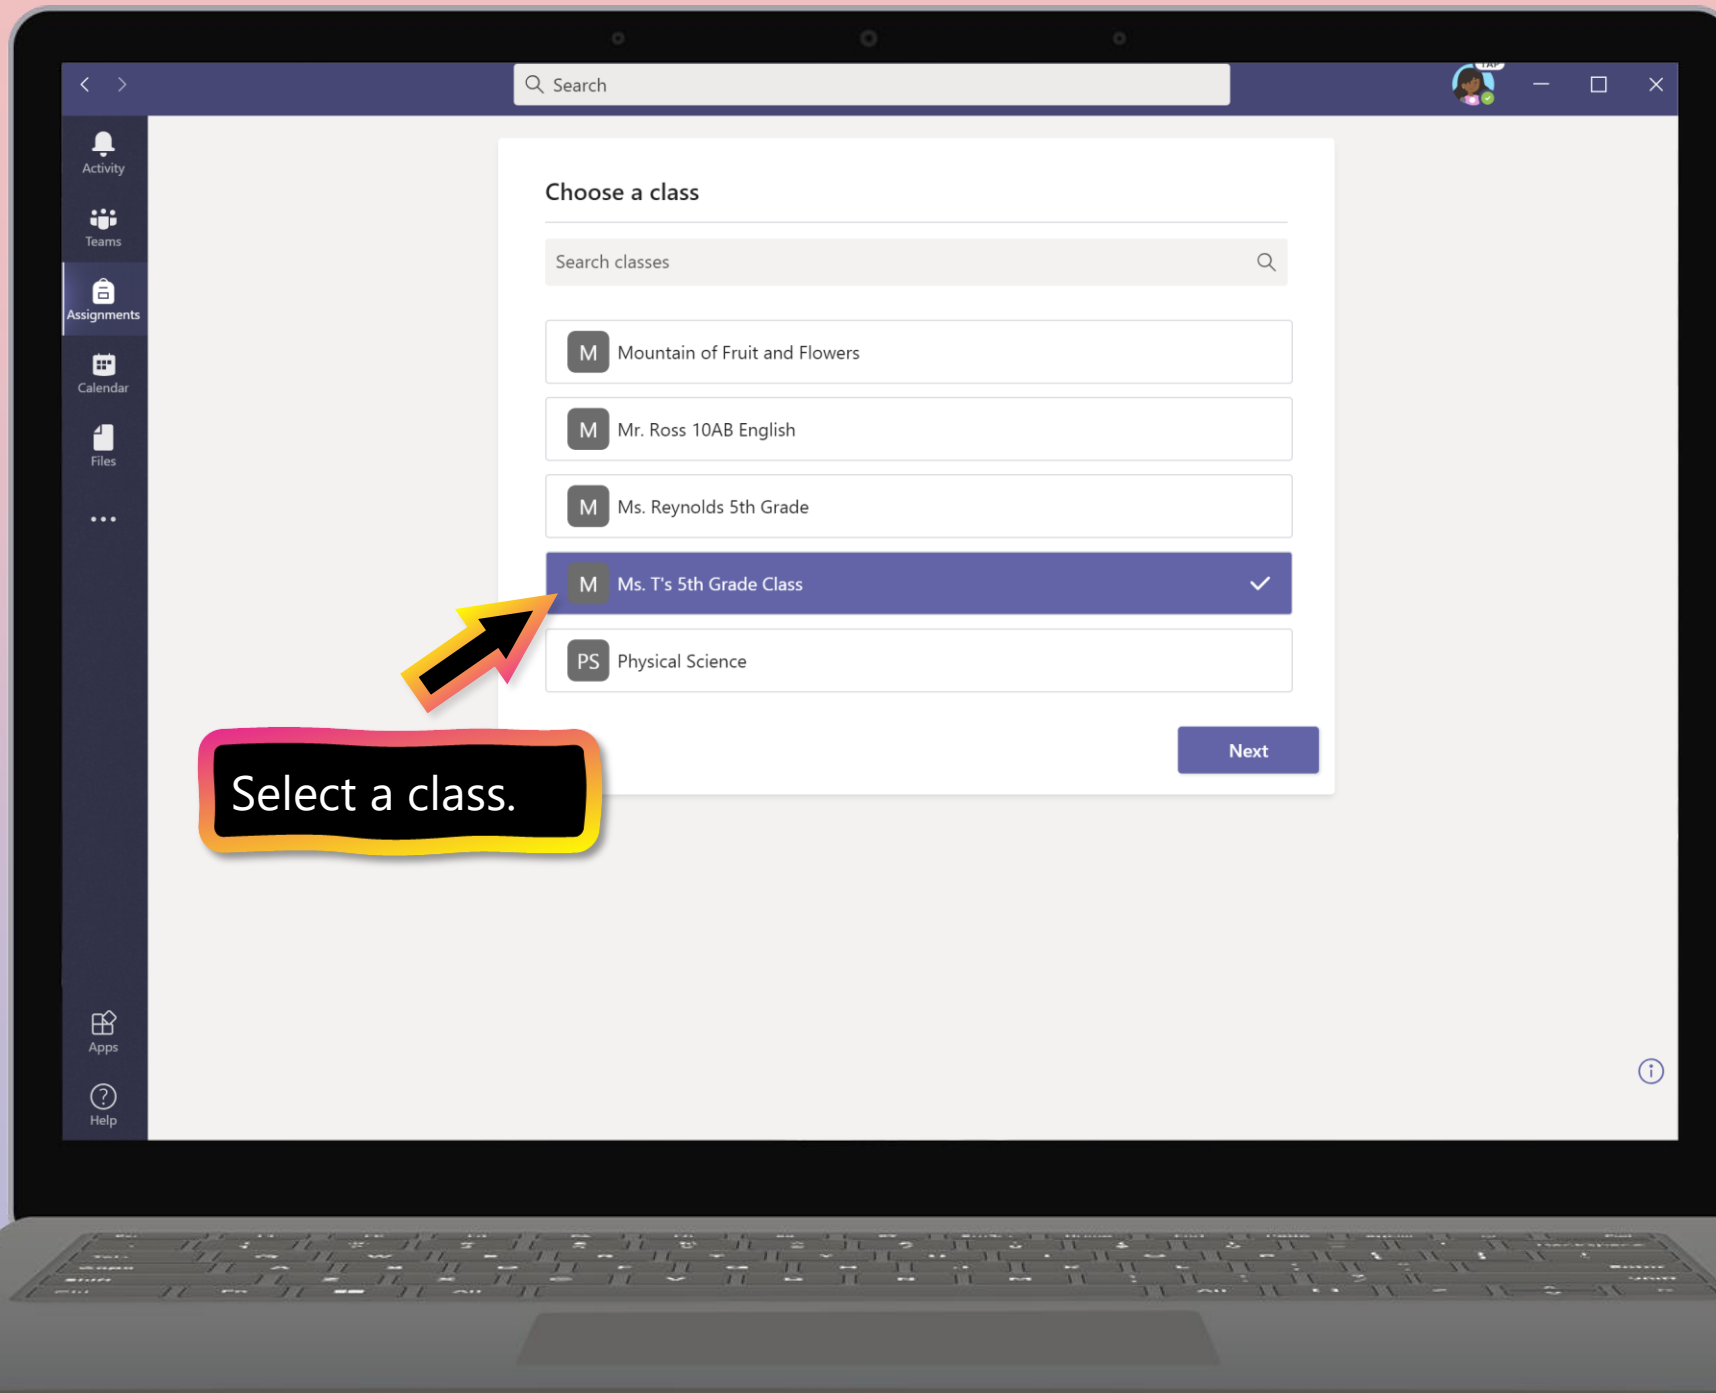 Search
TAP
Activity
Teams
Assignments
Calendar
Files
Apps
Help
Choose a class
Search classes
M Mountain of Fruit and Flowers
M Mr. Ross 10AB English
M Ms. Reynolds 5th Grade
M Ms. T's 5th Grade Class
PS Physical Science
Next
Select a class.